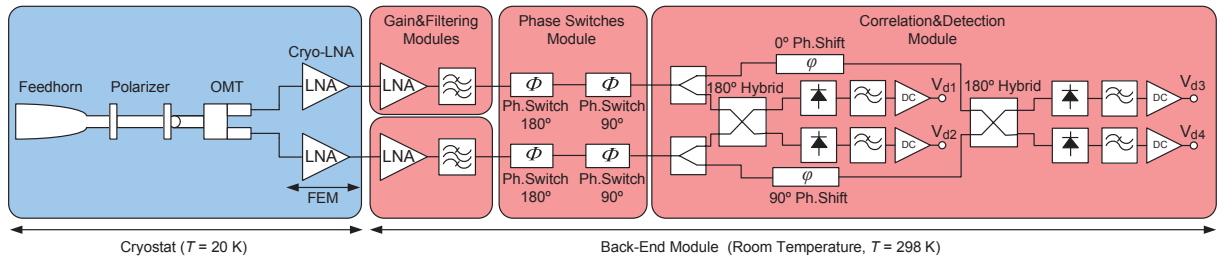 Feedhorn
Polarizer
OMT
Cryo-LNA
LNA
LNA
FEM
Gain&Filtering
Modules
LNA
LNA
Phase Switches
Module
Φ
Φ
Ph.Switch
180º
Ph.Switch
90º
Φ
Φ
Ph.Switch
180º
Ph.Switch
90º
Correlation&Detection
Module
0º Ph.Shift
φ
180º Hybrid
DC
Vd1
DC
Vd2
φ
90º Ph.Shift
180º Hybrid
DC
Vd3
DC
Vd4
Cryostat (T = 20 K)
Back-End Module (Room Temperature, T = 298 K)